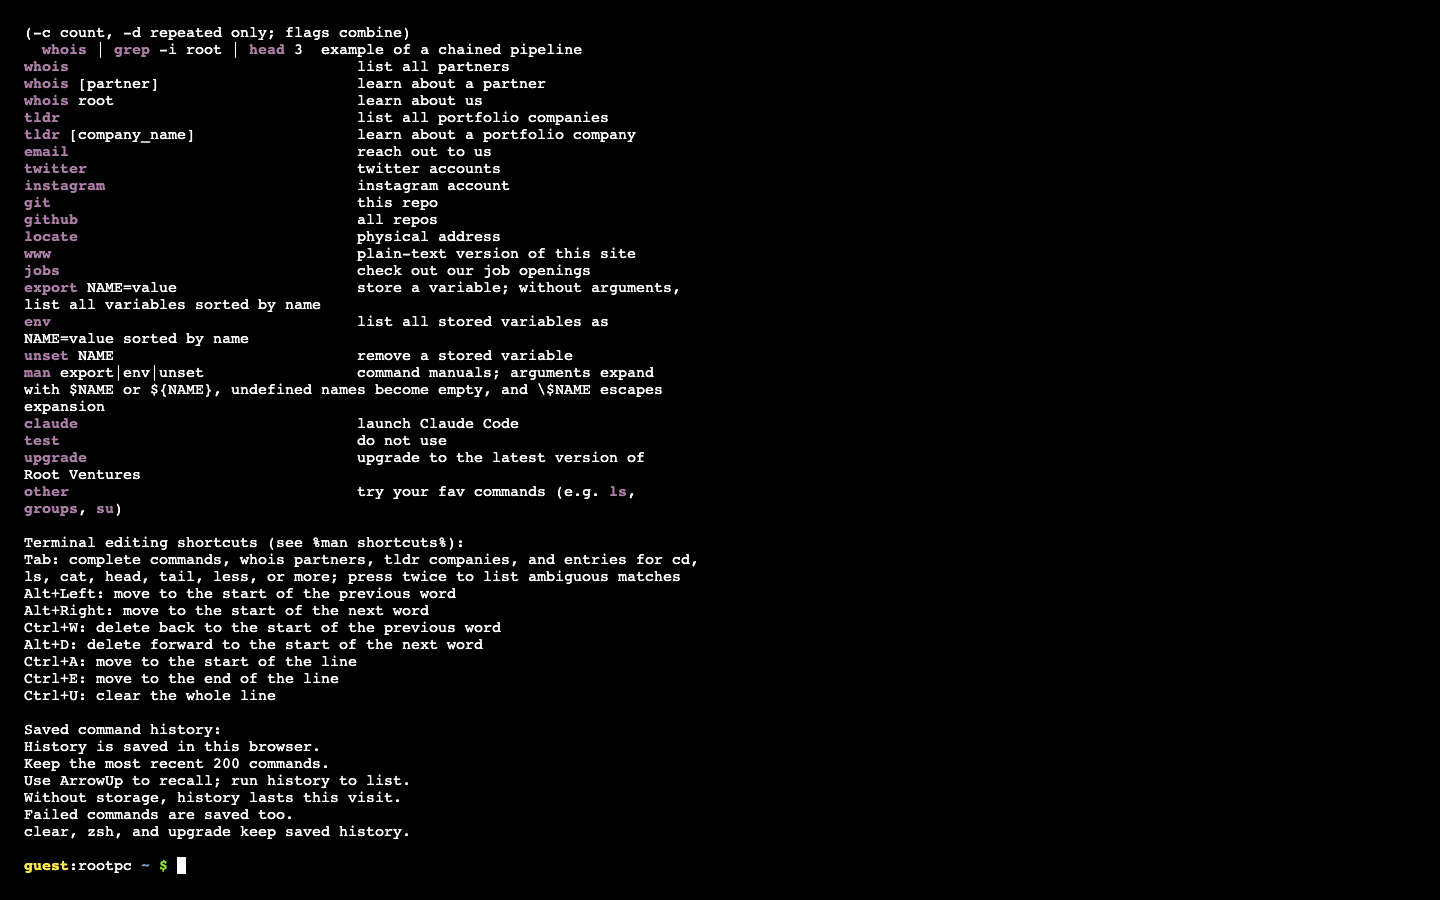 (-c count, -d repeated only; flags combine)
whois | grep -i root | head 3  example of a chained pipeline
whois list all partners
whois [partner] learn about a partner
whois root learn about us
tldr list all portfolio companies
tldr [company_name] learn about a portfolio company
email reach out to us
twitter twitter accounts
instagram instagram account
git this repo
github all repos
locate physical address
www plain-text version of this site
jobs check out our job openings
export NAME=value store a variable; without arguments,
list all variables sorted by name
env list all stored variables as
NAME=value sorted by name
unset NAME remove a stored variable
man export|env|unset command manuals; arguments expand
with $NAME or ${NAME}, undefined names become empty, and \$NAME escapes
expansion
claude launch Claude Code
test do not use
upgrade upgrade to the latest version of
Root Ventures
other try your fav commands (e.g. ls,
groups, su)
Terminal editing shortcuts (see %man shortcuts%):
Tab: complete commands, whois partners, tldr companies, and entries for cd,
ls, cat, head, tail, less, or more; press twice to list ambiguous matches
Alt+Left: move to the start of the previous word
Alt+Right: move to the start of the next word
Ctrl+W: delete back to the start of the previous word
Alt+D: delete forward to the start of the next word
Ctrl+A: move to the start of the line
Ctrl+E: move to the end of the line
Ctrl+U: clear the whole line
Saved command history:
History is saved in this browser.
Keep the most recent 200 commands.
Use ArrowUp to recall; run history to list.
Without storage, history lasts this visit.
Failed commands are saved too.
clear, zsh, and upgrade keep saved history.
guest:rootpc ~ $